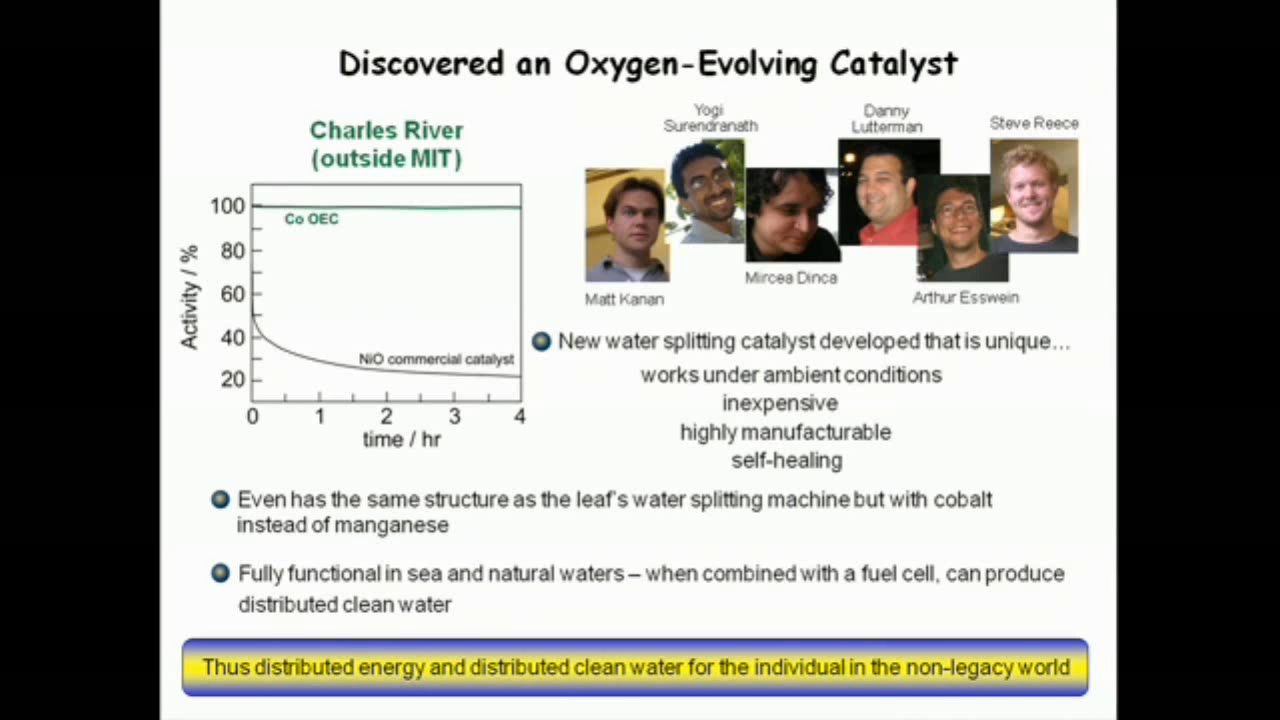 Discovered an Oxygen-Evolving Catalyst
Charles River
(outside MIT)
100
80
60
40
20
Activity / %
Co OEC
NiO commercial catalyst
0 1 2 3 4
time / hr
Yogi
Surendranath
Danny
Lutterman
Steve Reece
Matt Kanan
Mircea Dinca
Arthur Esswein
New water splitting catalyst developed that is unique…
works under ambient conditions
inexpensive
highly manufacturable
self-healing
Even has the same structure as the leaf's water splitting machine but with cobalt
instead of manganese
Fully functional in sea and natural waters – when combined with a fuel cell, can produce
distributed clean water
Thus distributed energy and distributed clean water for the individual in the non-legacy world